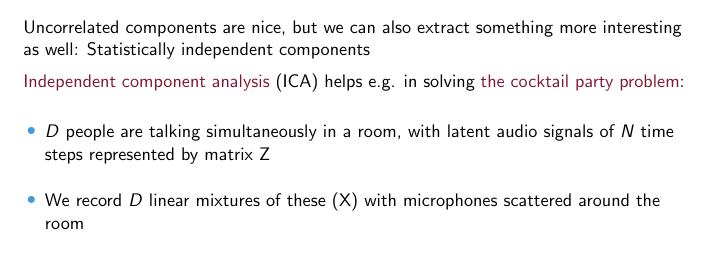 Uncorrelated components are nice, but we can also extract something more interesting
as well: Statistically independent components
Independent component analysis (ICA) helps e.g. in solving the cocktail party problem:
• D people are talking simultaneously in a room, with latent audio signals of N time
steps represented by matrix Z
• We record D linear mixtures of these (X) with microphones scattered around the
room